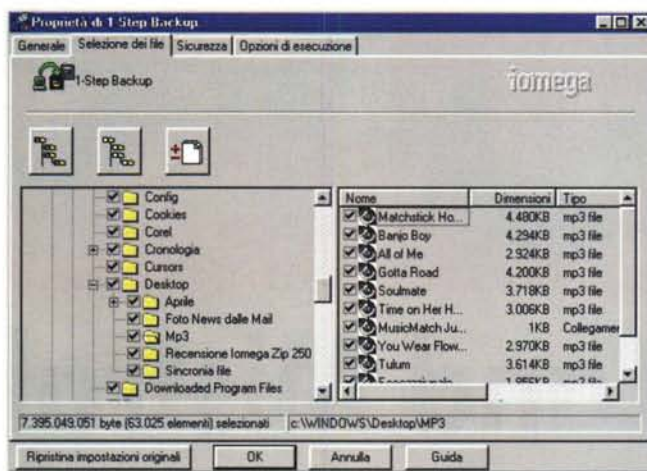 Proprietà di 1-Step Backup
Generale Selezione dei file Sicurezza Opzioni di esecuzione
1-Step Backup
iomega
Config
Cookies
Corel
Cronologia
Cursors
Desktop
Aprile
Foto News dalle Mail
Mp3
Recensione Iomega Zip 250
Sincronia file
Downloaded Program Files
Nome Dimensioni Tipo
Matchstick Ho... 4.480KB mp3 file
Banjo Boy 4.294KB mp3 file
All of Me 2.924KB mp3 file
Gotta Road 4.200KB mp3 file
Soulmate 3.718KB mp3 file
Time on Her H... 3.006KB mp3 file
MusicMatch Ju... 1KB Collegamen
You Wear Flow... 2.970KB mp3 file
Tulum 3.614KB mp3 file
mp3 file
7.395.049.051 byte (63.025 elementi) selezionati c:\WINDOWS\Desktop\MP3
Ripristina impostazioni originali OK Annulla Guida